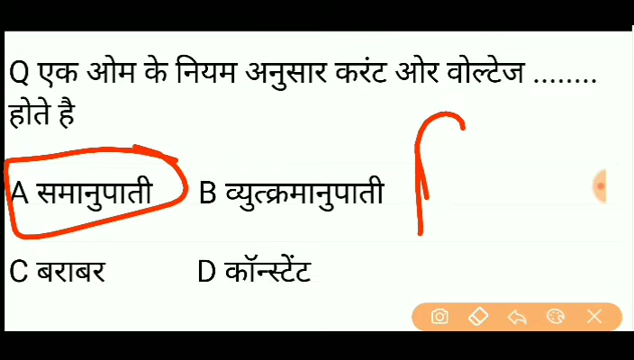 Q एक ओम के नियम अनुसार करंट ओर वोल्टेज ........
होते है
A समानुपाती B व्युत्क्रमानुपाती
C बराबर D कॉन्स्टेंट